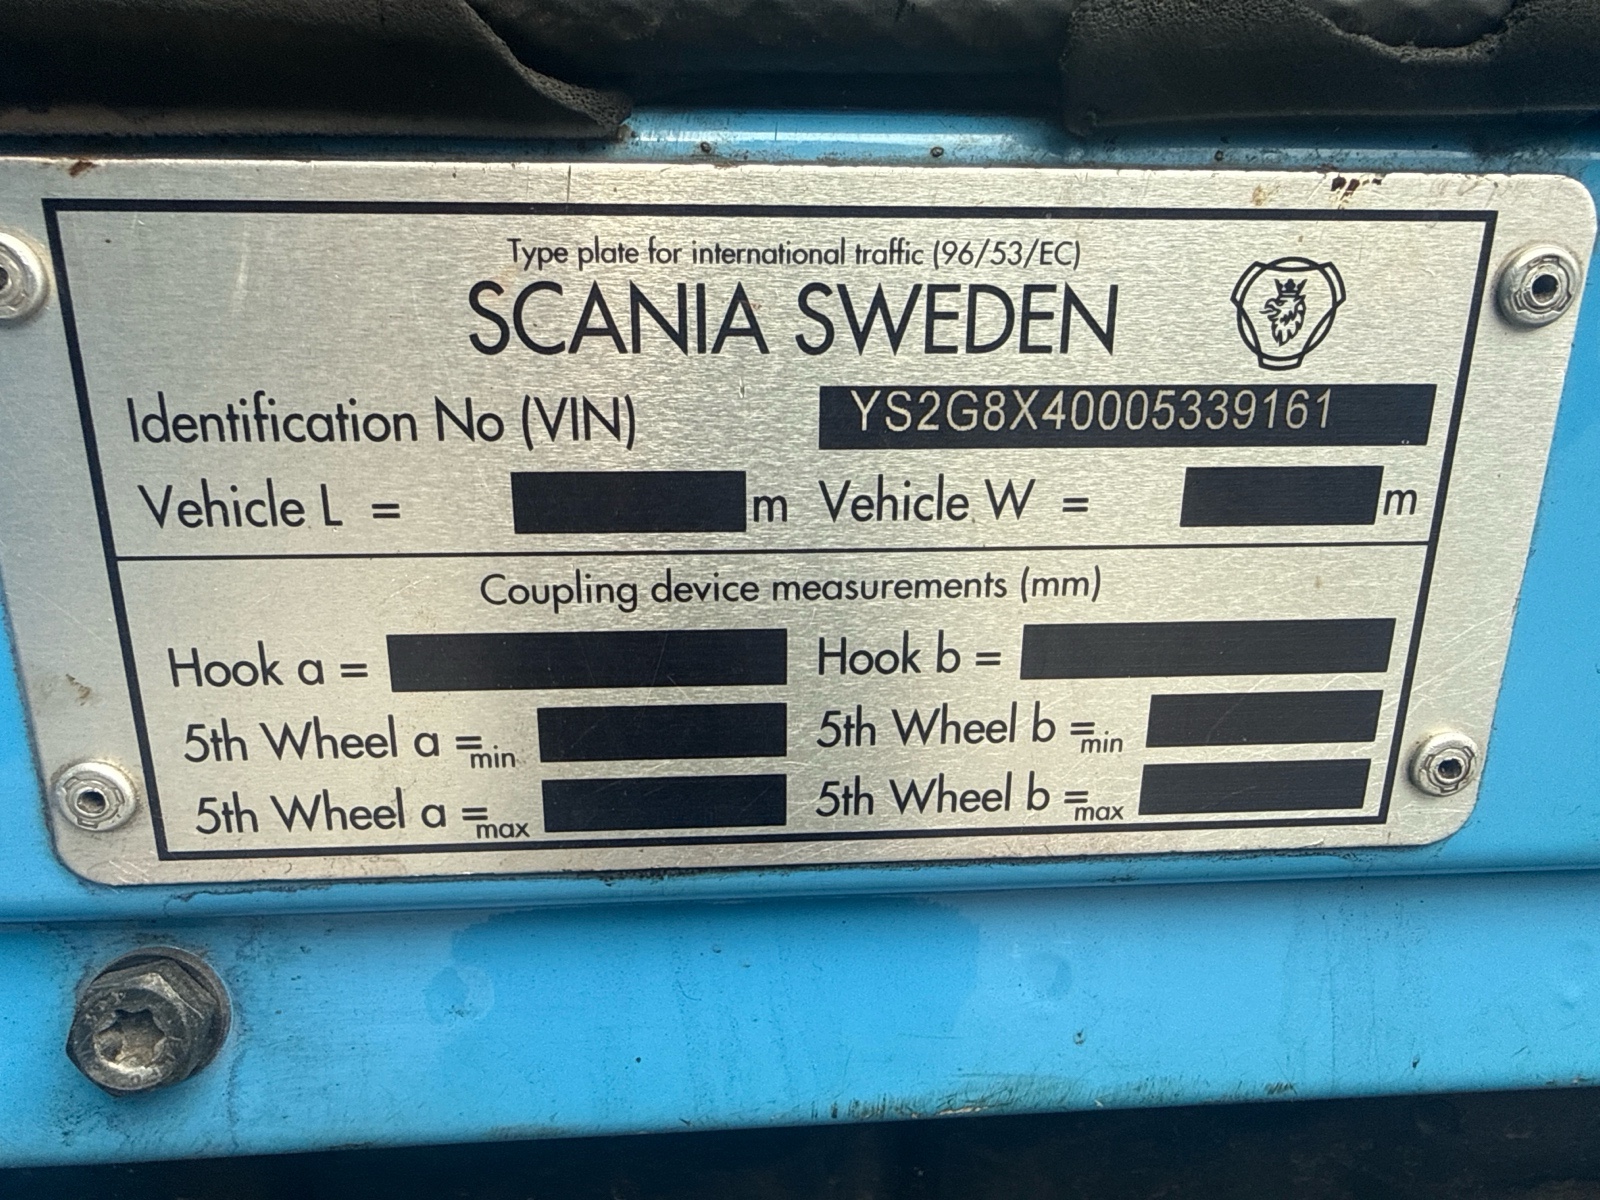 Type plate for international traffic (96/53/EC)
SCANIA SWEDEN
Identification No (VIN) YS2G8X40005339161
Vehicle L = m Vehicle W = m
Coupling device measurements (mm)
Hook a = Hook b =
5th Wheel a =min 5th Wheel b =min
5th Wheel a =max 5th Wheel b =max